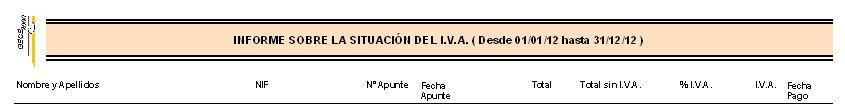 INFORME SOBRE LA SITUACIÓN DEL I.V.A. ( Desde 01/01/12 hasta 31/12/12 )
Nombre y Apellidos NIF Nº Apunte Fecha Apunte Total Total sin I.V.A. % I.V.A. I.V.A. Fecha Pago